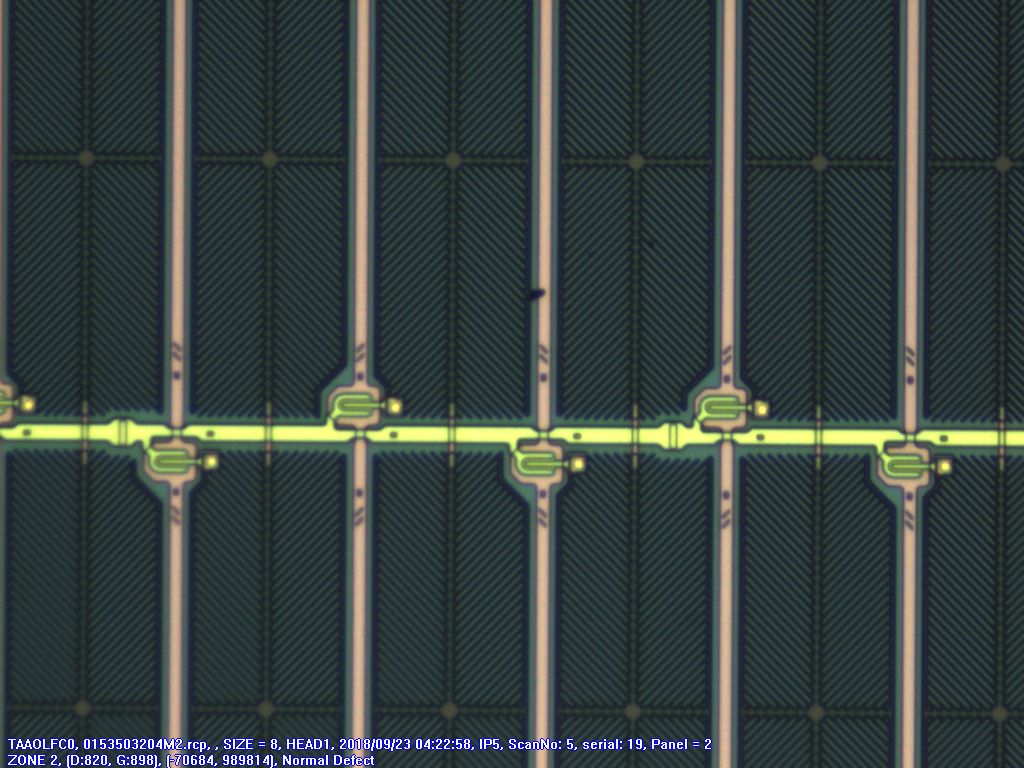 TAAOLFC0, 0153503204M2.rcp, , SIZE = 8, HEAD1, 2018/09/23 04:22:58, IP5, ScanNo: 5, serial: 19, Panel = 2
ZONE 2, [D:820, G:898], [-70684, 989814], Normal Defect